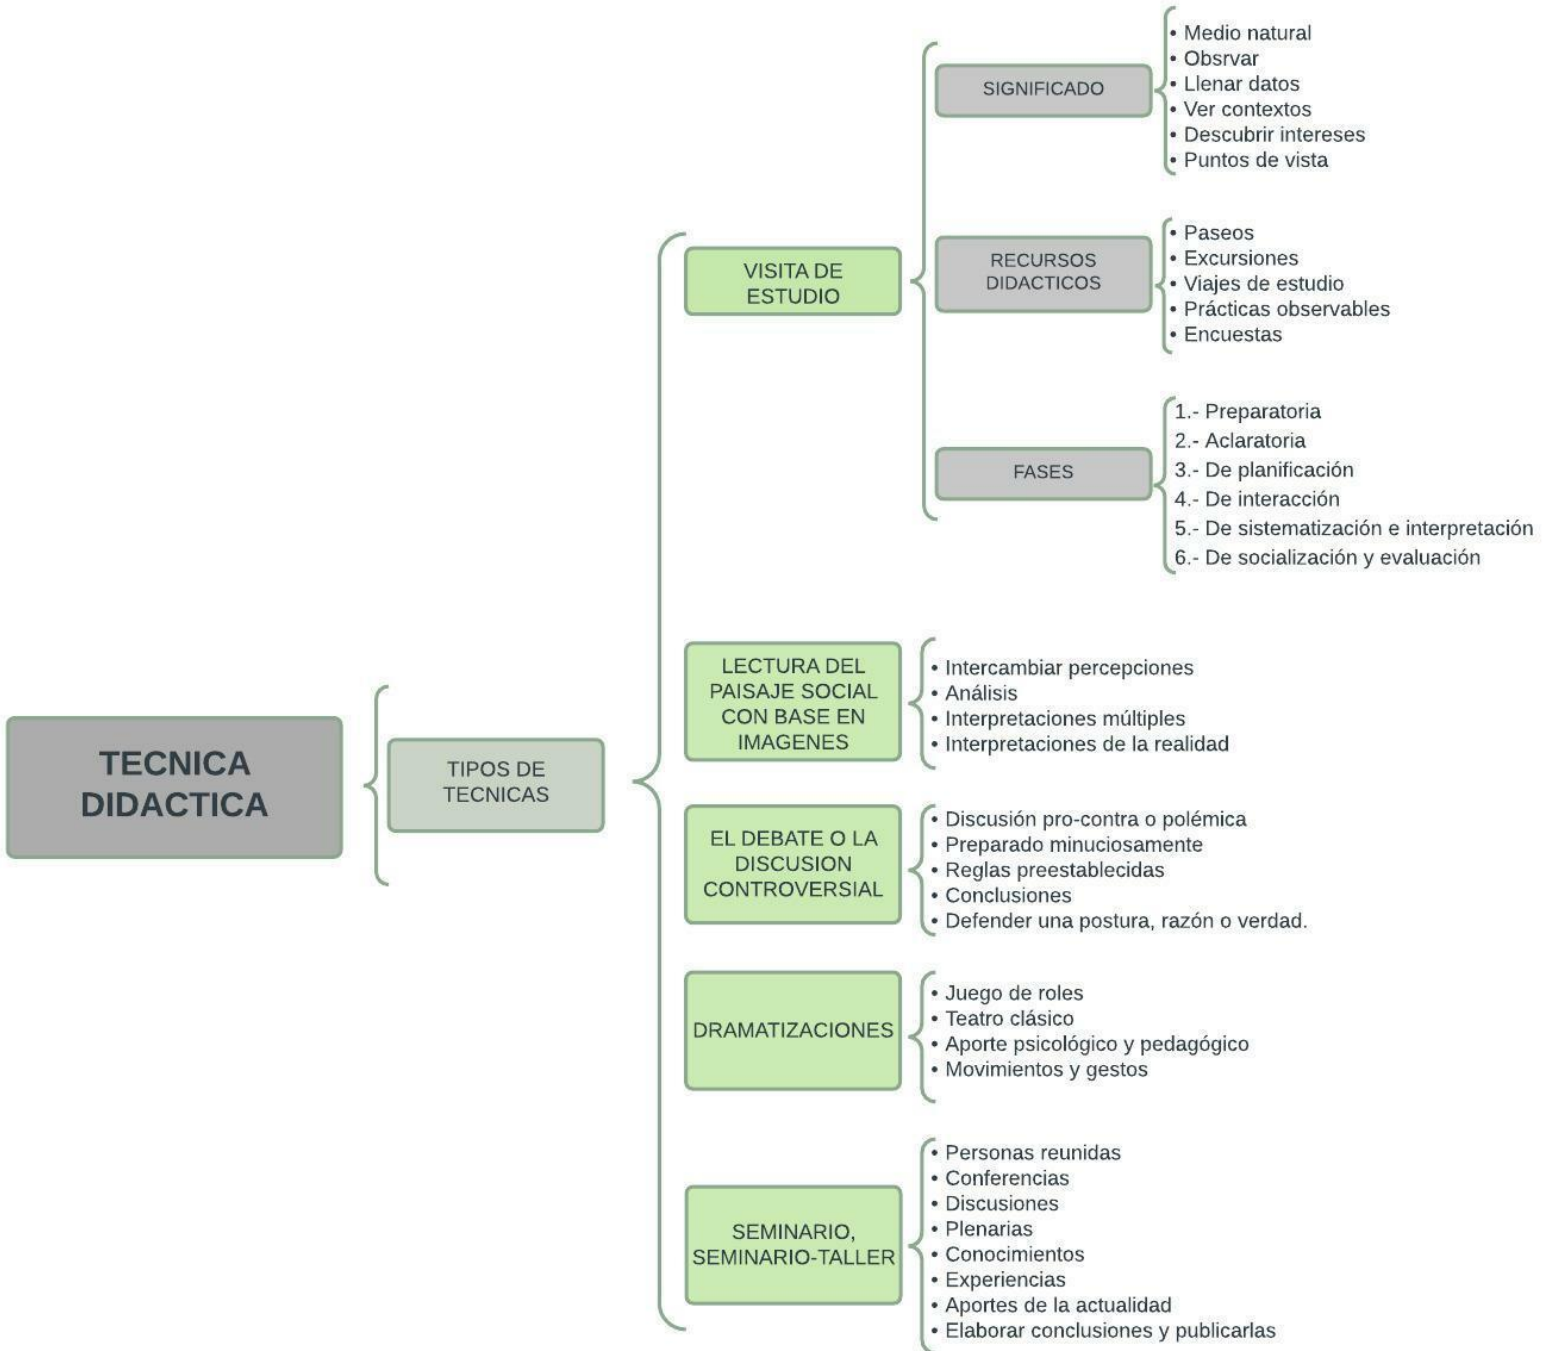 TECNICA
DIDACTICA
TIPOS DE
TECNICAS
VISITA DE
ESTUDIO
SIGNIFICADO
• Medio natural
• Obsrvar
• Llenar datos
• Ver contextos
• Descubrir intereses
• Puntos de vista
RECURSOS
DIDACTICOS
• Paseos
• Excursiones
• Viajes de estudio
• Prácticas observables
• Encuestas
FASES
1.- Preparatoria
2.- Aclaratoria
3.- De planificación
4.- De interacción
5.- De sistematización e interpretación
6.- De socialización y evaluación
LECTURA DEL
PAISAJE SOCIAL
CON BASE EN
IMAGENES
• Intercambiar percepciones
• Análisis
• Interpretaciones múltiples
• Interpretaciones de la realidad
EL DEBATE O LA
DISCUSION
CONTROVERSIAL
• Discusión pro-contra o polémica
• Preparado minuciosamente
• Reglas preestablecidas
• Conclusiones
• Defender una postura, razón o verdad.
DRAMATIZACIONES
• Juego de roles
• Teatro clásico
• Aporte psicológico y pedagógico
• Movimientos y gestos
SEMINARIO,
SEMINARIO-TALLER
• Personas reunidas
• Conferencias
• Discusiones
• Plenarias
• Conocimientos
• Experiencias
• Aportes de la actualidad
• Elaborar conclusiones y publicarlas